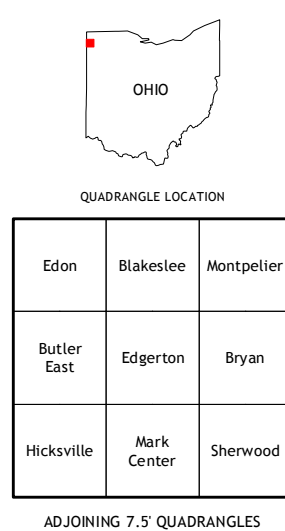 OHIO
QUADRANGLE LOCATION
Edon Blakeslee Montpelier
Butler
East
Edgerton Bryan
Hicksville
Mark
Center
Sherwood
ADJOINING 7.5' QUADRANGLES